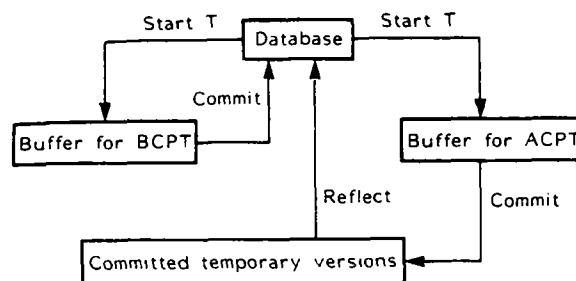 Start T
Start T
Database
Commit
Buffer for BCPT
Buffer for ACPT
Reflect
Commit
Committed temporary versions